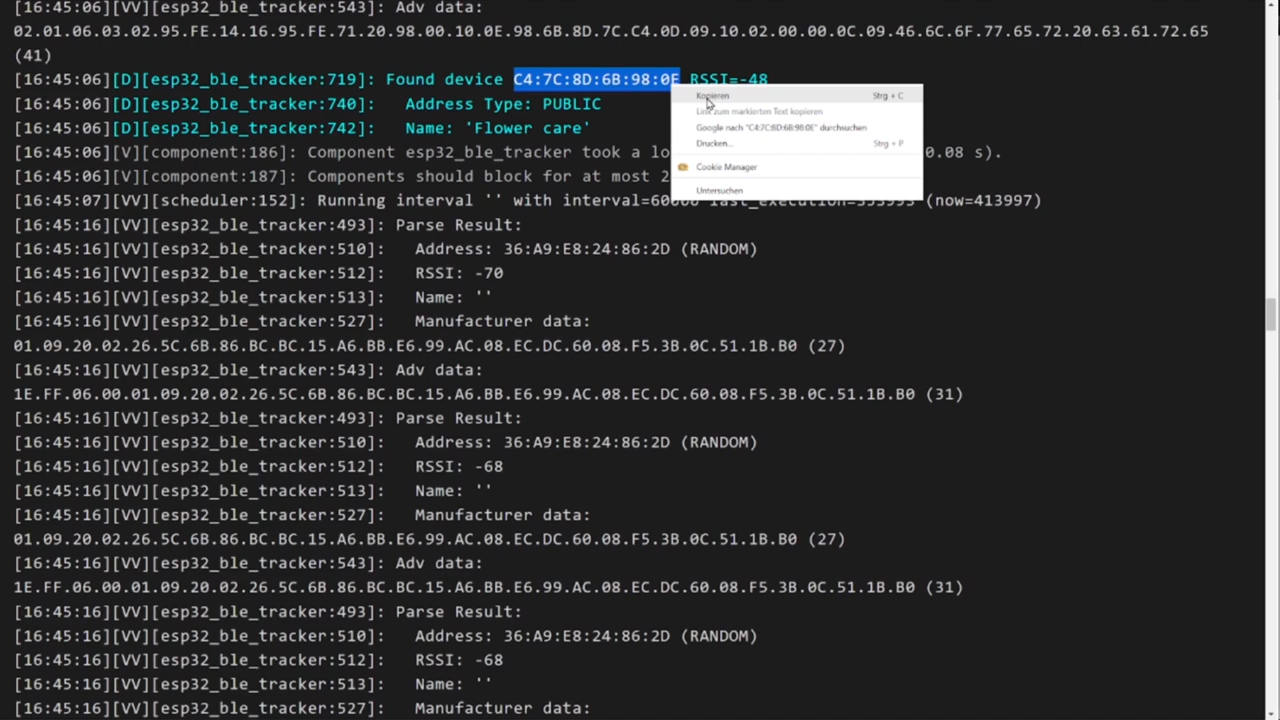 [16:45:06][VV][esp32_ble_tracker:543]: Adv data:
02.01.06.03.02.95.FE.14.16.95.FE.71.20.98.00.10.0E.98.6B.8D.7C.C4.0D.09.10.02.00.00.0C.09.46.6C.6F.77.65.72.20.63.61.72.65
(41)
[16:45:06][D][esp32_ble_tracker:719]: Found device C4:7C:8D:6B:98:0E RSSI=-48
[16:45:06][D][esp32_ble_tracker:740]: Address Type: PUBLIC
[16:45:06][D][esp32_ble_tracker:742]: Name: 'Flower care'
[16:45:06][V][component:186]: Component esp32_ble_tracker took a lo 0.08 s).
[16:45:06][V][component:187]: Components should block for at most 2
[16:45:07][VV][scheduler:132]: Running interval '' with interval=60000 last_execution=353993 (now=413997)
Kopieren Strg + C
Link zum markierten Text kopieren
Google nach "C4:7C:8D:6B:98:0E" durchsuchen
Drucken... Strg + P
Cookie Manager
Untersuchen
[16:45:16][VV][esp32_ble_tracker:493]: Parse Result:
[16:45:16][VV][esp32_ble_tracker:510]: Address: 36:A9:E8:24:86:2D (RANDOM)
[16:45:16][VV][esp32_ble_tracker:512]: RSSI: -70
[16:45:16][VV][esp32_ble_tracker:513]: Name: ''
[16:45:16][VV][esp32_ble_tracker:527]: Manufacturer data:
01.09.20.02.26.5C.6B.86.BC.BC.15.A6.BB.E6.99.AC.08.EC.DC.60.08.F5.3B.0C.51.1B.B0 (27)
[16:45:16][VV][esp32_ble_tracker:543]: Adv data:
1E.FF.06.00.01.09.20.02.26.5C.6B.86.BC.BC.15.A6.BB.E6.99.AC.08.EC.DC.60.08.F5.3B.0C.51.1B.B0 (31)
[16:45:16][VV][esp32_ble_tracker:493]: Parse Result:
[16:45:16][VV][esp32_ble_tracker:510]: Address: 36:A9:E8:24:86:2D (RANDOM)
[16:45:16][VV][esp32_ble_tracker:512]: RSSI: -68
[16:45:16][VV][esp32_ble_tracker:513]: Name: ''
[16:45:16][VV][esp32_ble_tracker:527]: Manufacturer data:
01.09.20.02.26.5C.6B.86.BC.BC.15.A6.BB.E6.99.AC.08.EC.DC.60.08.F5.3B.0C.51.1B.B0 (27)
[16:45:16][VV][esp32_ble_tracker:543]: Adv data:
1E.FF.06.00.01.09.20.02.26.5C.6B.86.BC.BC.15.A6.BB.E6.99.AC.08.EC.DC.60.08.F5.3B.0C.51.1B.B0 (31)
[16:45:16][VV][esp32_ble_tracker:493]: Parse Result:
[16:45:16][VV][esp32_ble_tracker:510]: Address: 36:A9:E8:24:86:2D (RANDOM)
[16:45:16][VV][esp32_ble_tracker:512]: RSSI: -68
[16:45:16][VV][esp32_ble_tracker:513]: Name: ''
[16:45:16][VV][esp32_ble_tracker:527]: Manufacturer data: